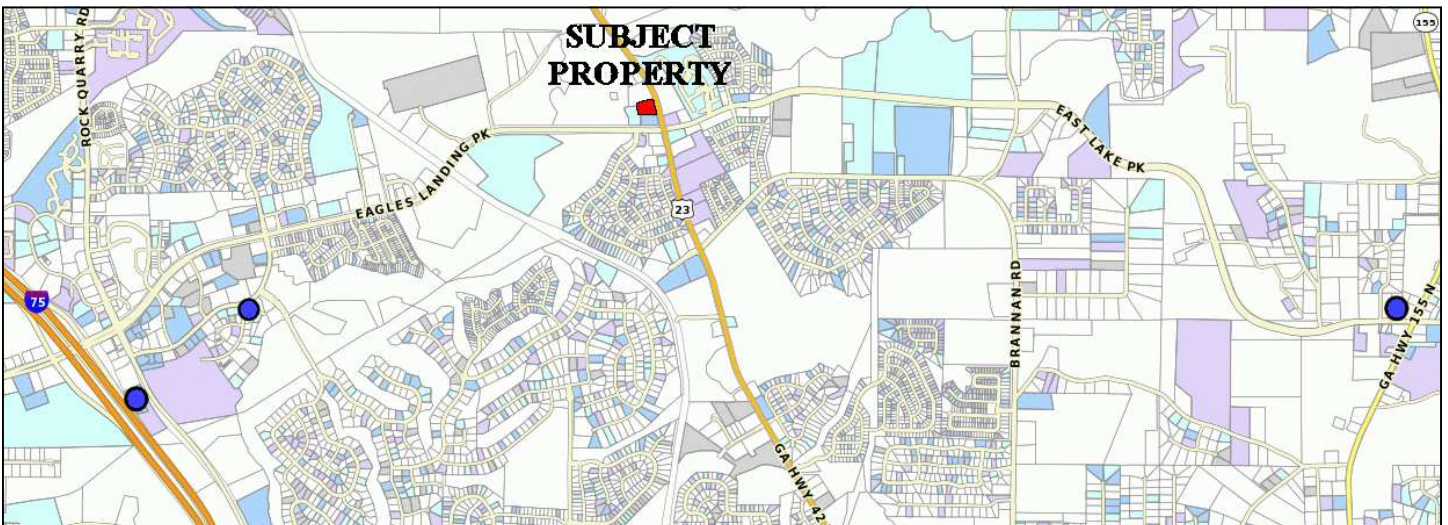 SUBJECT
PROPERTY
155
ROCK QUARRY RD
EAST LAKE PK
EAGLES LANDING PK
23
BRANNAN RD
75
GA HWY 155 N
GA HWY 42